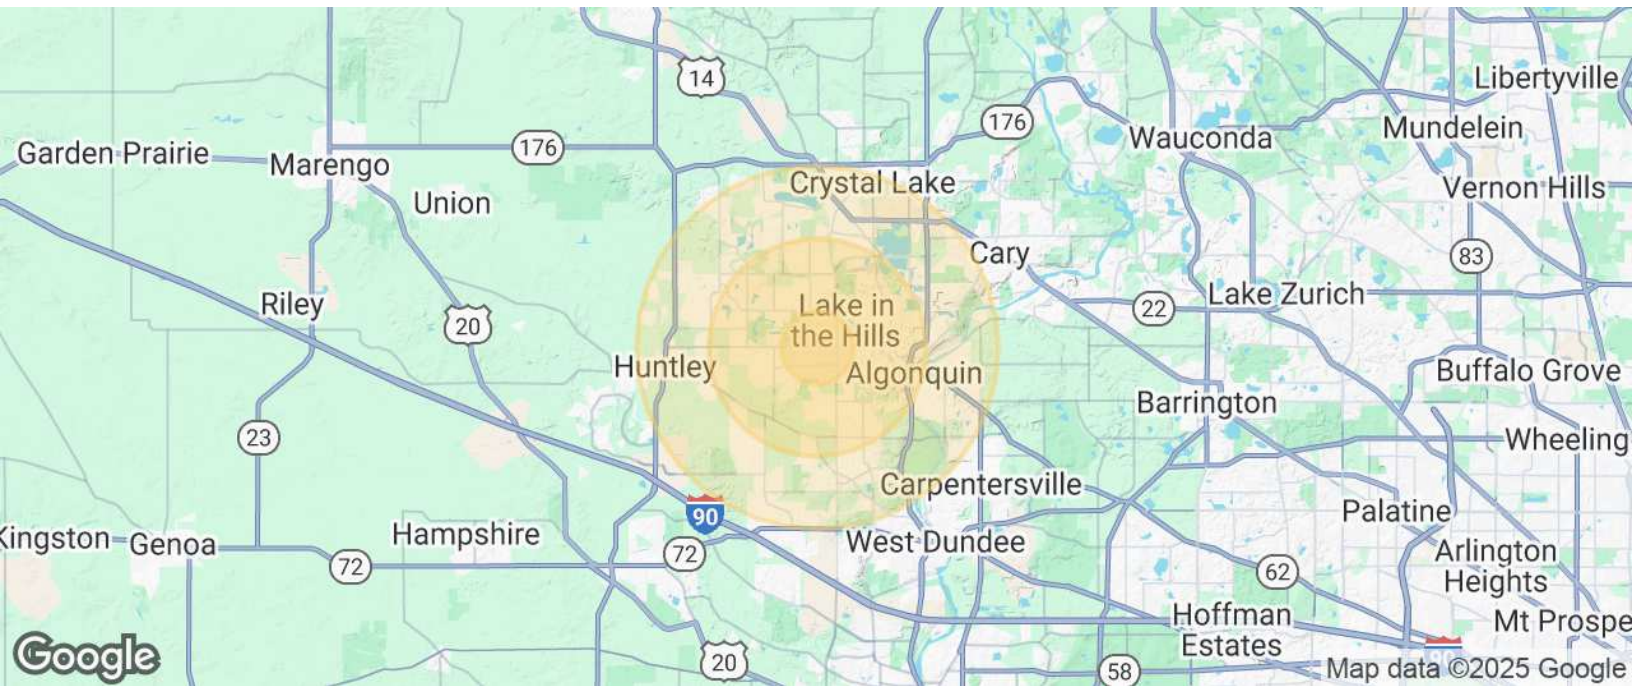 14
Libertyville
176
Wauconda
Mundelein
176
Garden Prairie
Marengo
Crystal Lake
Vernon Hills
Union
Cary
83
Riley
Lake in
the Hills
22
Lake Zurich
20
Huntley
Algonquin
Buffalo Grove
Barrington
23
Wheeling
Carpentersville
90
Palatine
Kingston
Genoa
Hampshire
72
West Dundee
72
62
Arlington
Heights
Hoffman
Estates
Mt Prospe
20
58
90
Google
Map data ©2025 Google